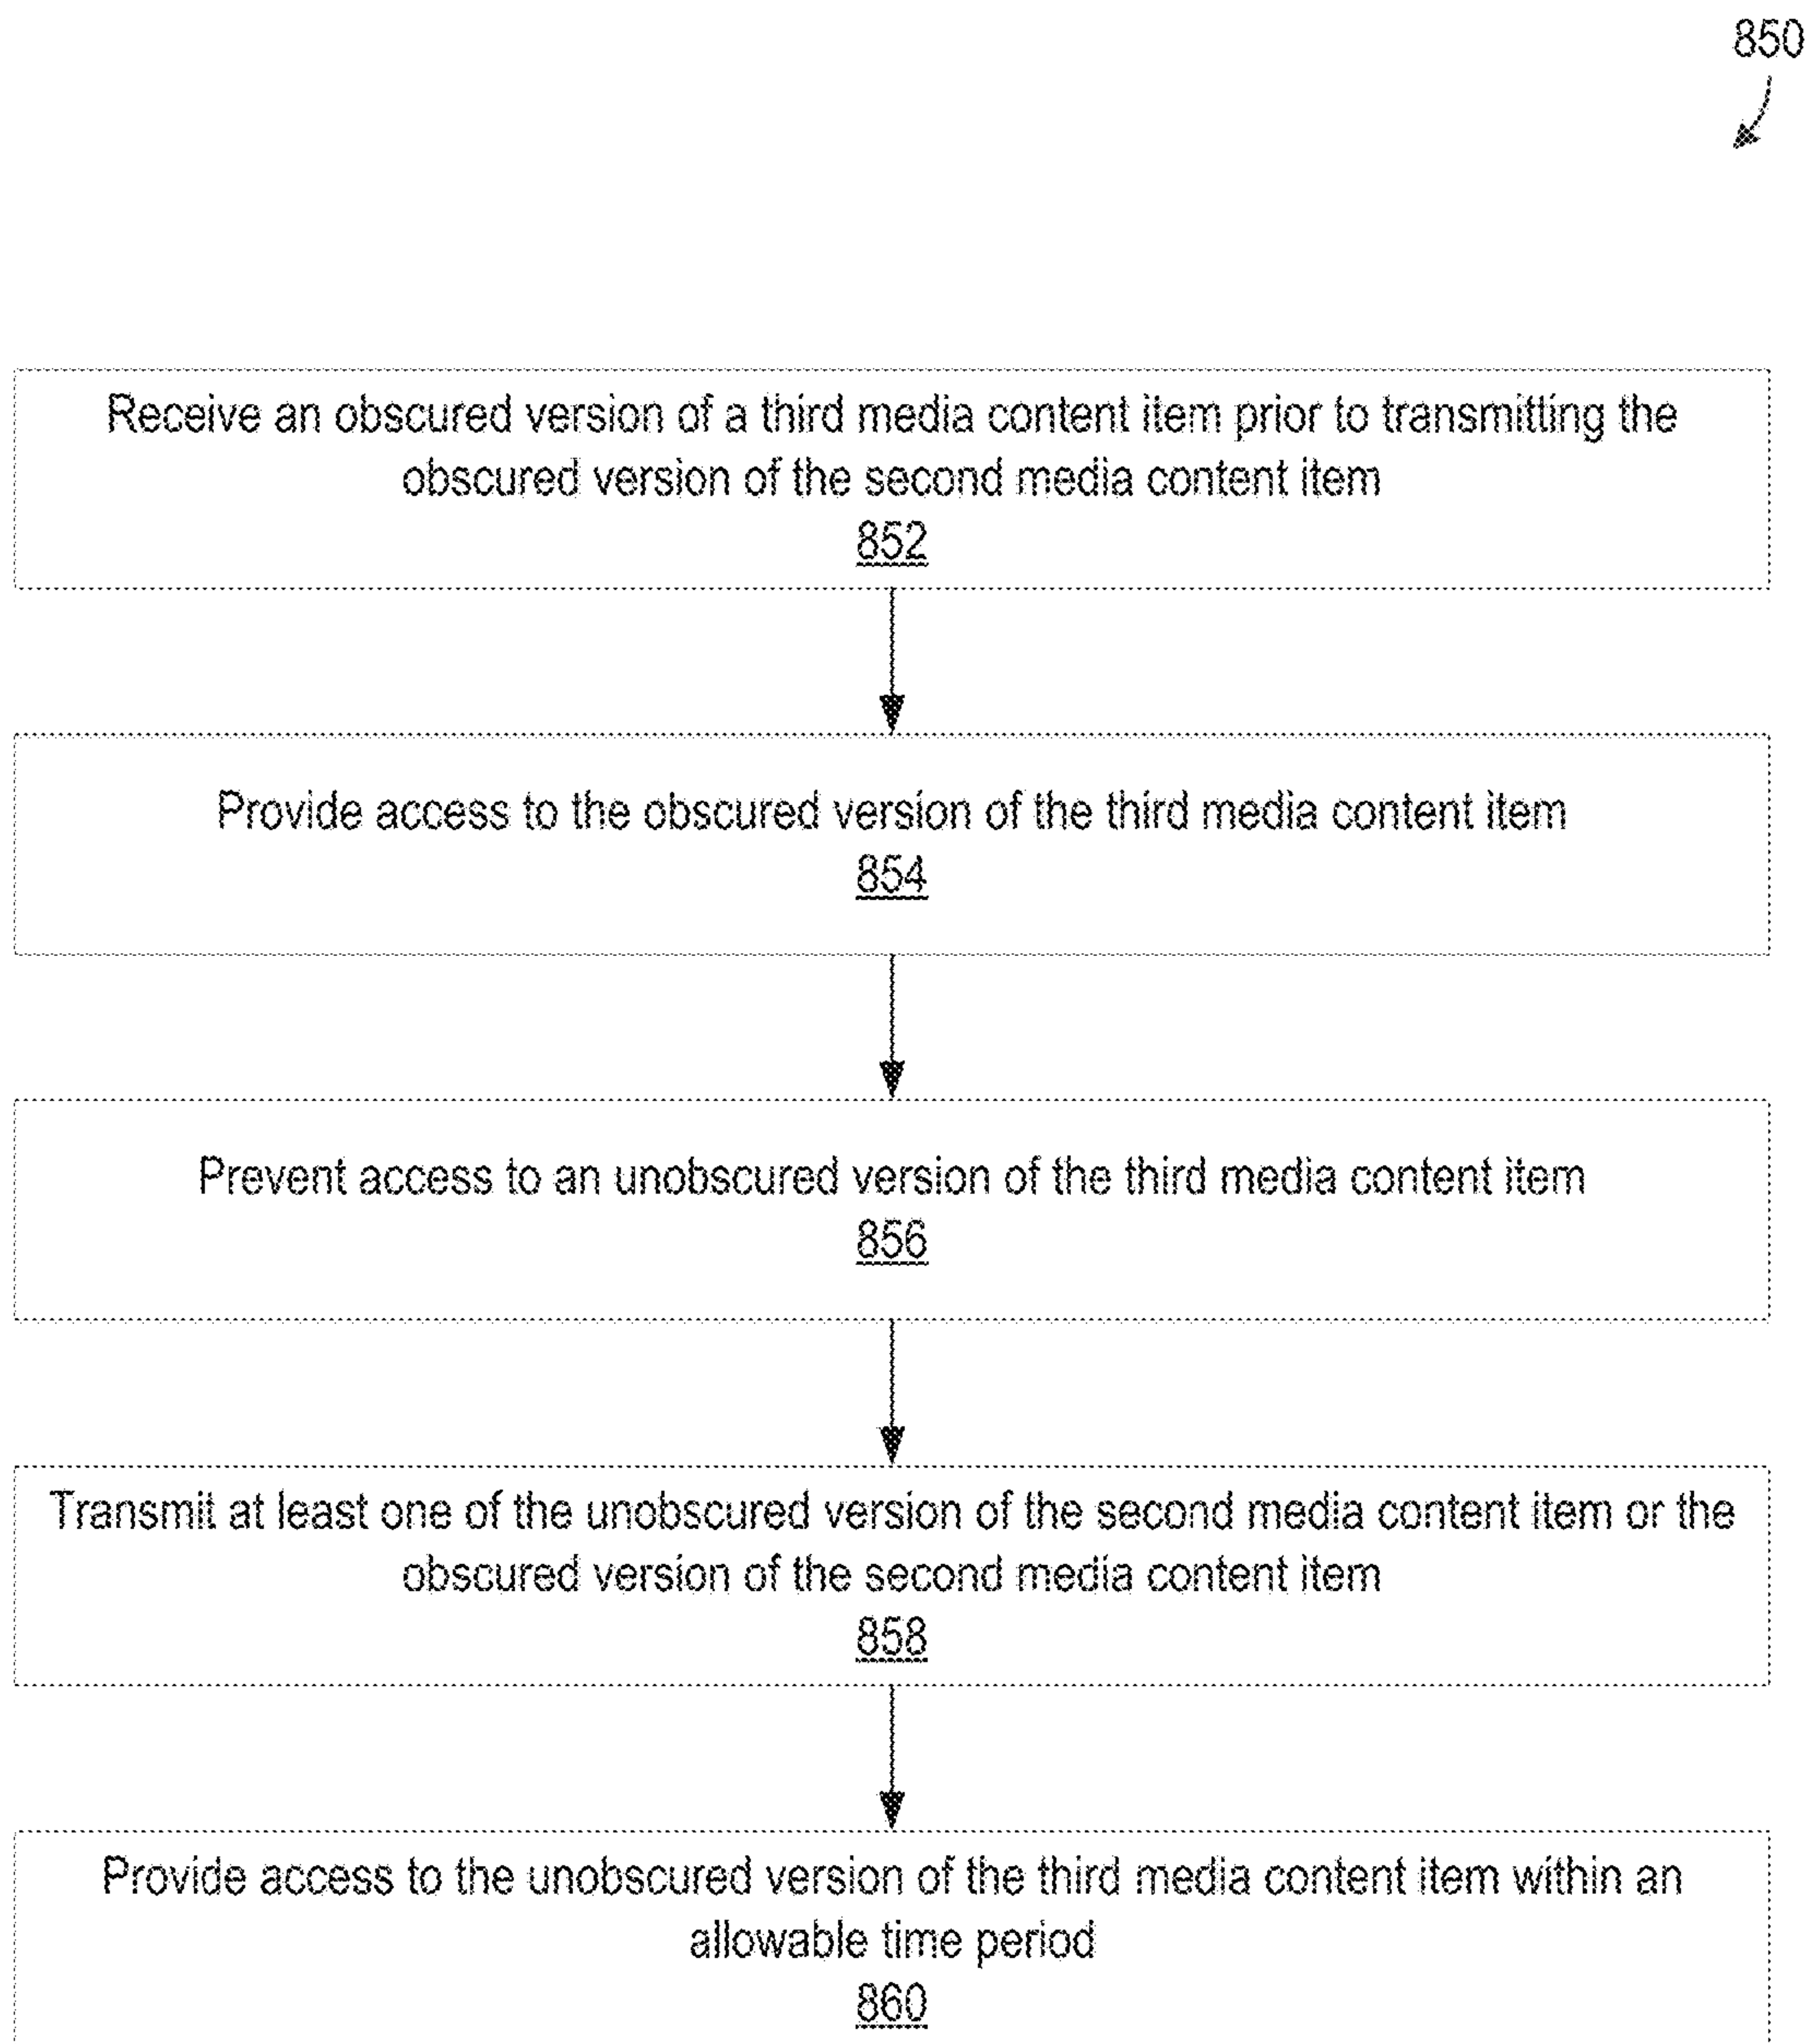 850
Receive an obscured version of a third media content item prior to transmitting the
obscured version of the second media content item
852
Provide access to the obscured version of the third media content item
854
Prevent access to an unobscured version of the third media content item
856
Transmit at least one of the unobscured version of the second media content item or the
obscured version of the second media content item
858
Provide access to the unobscured version of the third media content item within an
allowable time period
860